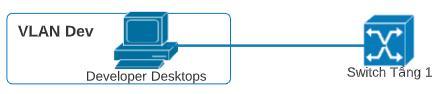 VLAN Dev
Developer Desktops
Switch Tầng 1